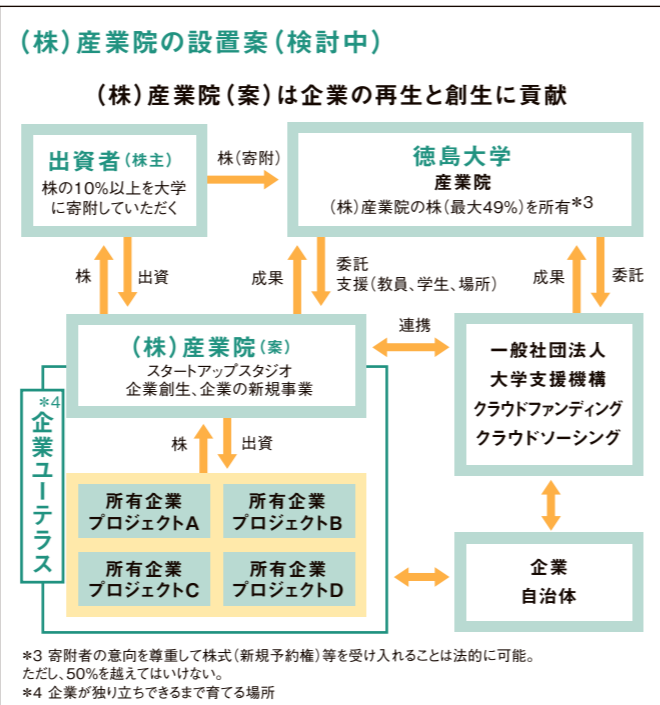 （株）産業院の設置案（検討中）
（株）産業院（案）は企業の再生と創生に貢献
出資者（株主）
株の10%以上を大学
に寄附していただく
株（寄附）
徳島大学
産業院
（株）産業院の株（最大49%）を所有*3
株
出資
成果
委託
支援（教員、学生、場所）
成果
委託
（株）産業院（案）
スタートアップスタジオ
企業創生、企業の新規事業
連携
一般社団法人
大学支援機構
クラウドファンディング
クラウドソーシング
*4
企業ユーテラス
株
出資
所有企業
プロジェクトA
所有企業
プロジェクトB
所有企業
プロジェクトC
所有企業
プロジェクトD
企業
自治体
*3 寄附者の意向を尊重して株式（新規予約権）等を受け入れることは法的に可能。
ただし、50%を越えてはいけない。
*4 企業が独り立ちできるまで育てる場所